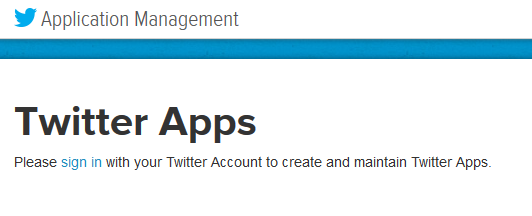 Application Management
Twitter Apps
Please sign in with your Twitter Account to create and maintain Twitter Apps.